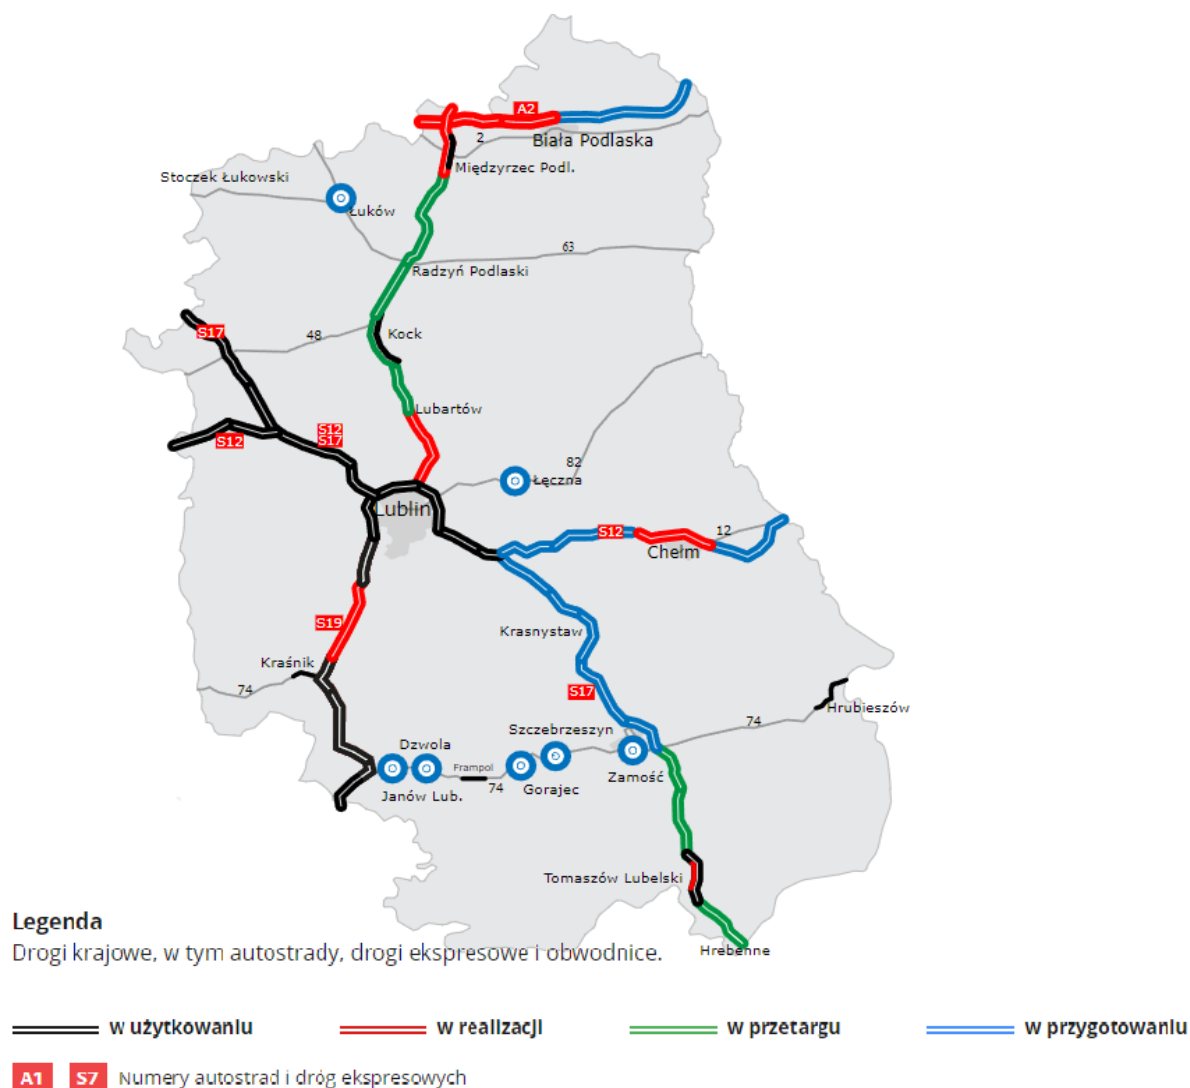 A2
2
Biała Podlaska
Międzyrzec Podl.
Stoczek Łukowski
Łuków
63
Radzyń Podlaski
S17
48
Kock
Lubartów
S12
S12
S17
82
Łęczna
Lublin
S12
12
Chełm
S19
Krasnystaw
Kraśnik
74
S17
Hrubieszów
74
Szczebrzeszyn
Dzwola
Frampol
Zamość
74
Gorajec
Janów Lub.
Tomaszów Lubelski
Hrebenne
Legenda
Drogi krajowe, w tym autostrady, drogi ekspresowe i obwodnice.
w użytkowaniu
w realizacji
w przetargu
w przygotowaniu
A1 S7 Numery autostrad i dróg ekspresowych